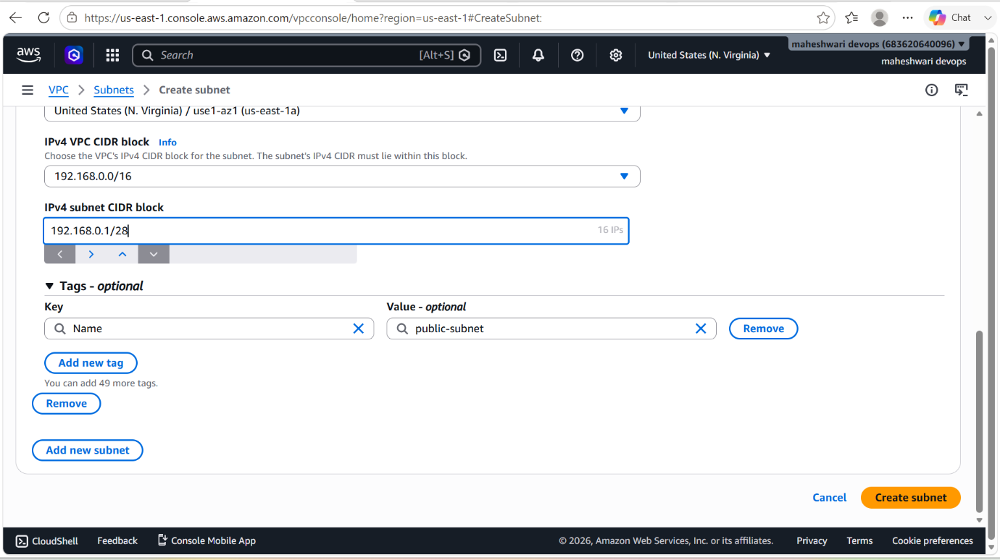 https://us-east-1.console.aws.amazon.com/vpcconsole/home?region=us-east-1#CreateSubnet:
Chat
aws
Search
[Alt+S]
United States (N. Virginia)
maheshwari devops (683620640096)
maheshwari devops
VPC
Subnets
Create subnet
United States (N. Virginia) / use1-az1 (us-east-1a)
IPv4 VPC CIDR block Info
Choose the VPC's IPv4 CIDR block for the subnet. The subnet's IPv4 CIDR must lie within this block.
192.168.0.0/16
IPv4 subnet CIDR block
192.168.0.1/28
16 IPs
Tags - optional
Key
Value - optional
Name
public-subnet
Remove
Add new tag
You can add 49 more tags.
Remove
Add new subnet
Cancel
Create subnet
CloudShell
Feedback
Console Mobile App
© 2026, Amazon Web Services, Inc. or its affiliates.
Privacy
Terms
Cookie preferences